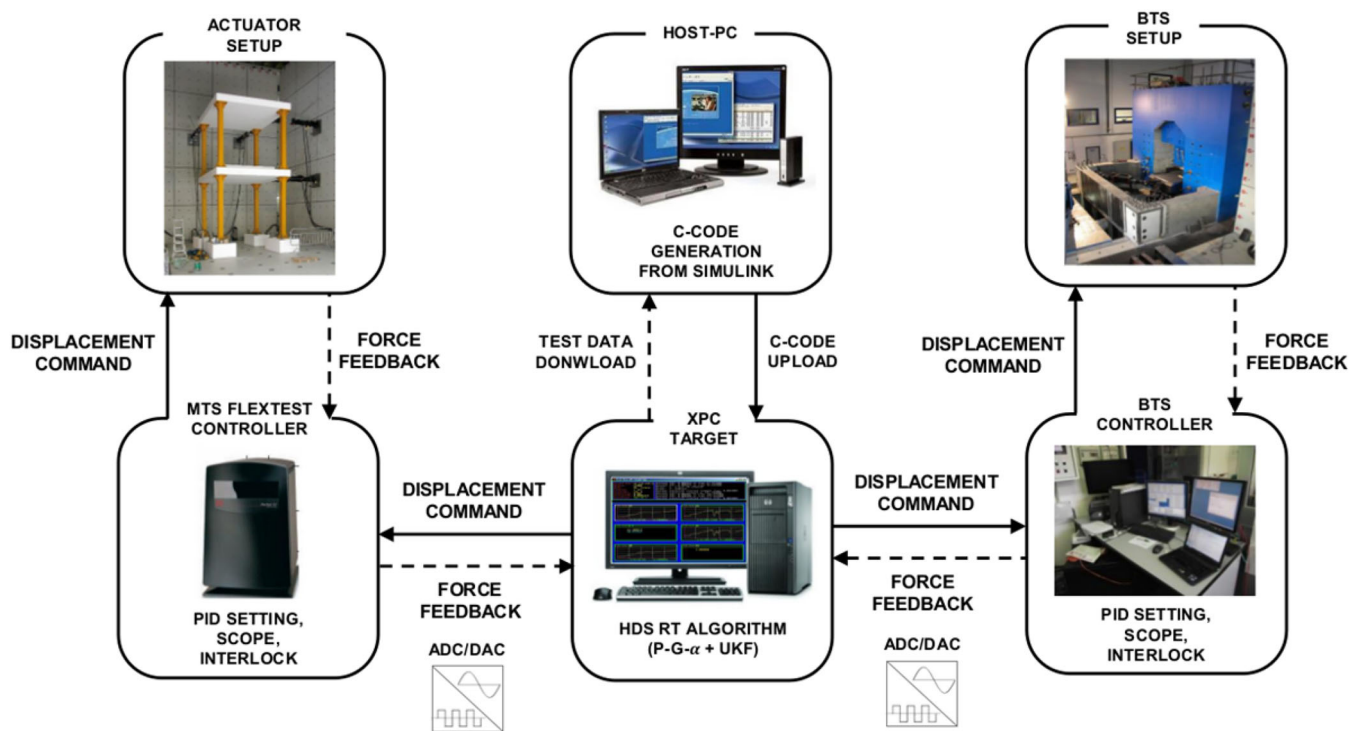 ACTUATOR
SETUP
HOST-PC
C-CODE
GENERATION
FROM SIMULINK
BTS
SETUP
DISPLACEMENT
COMMAND
FORCE
FEEDBACK
TEST DATA
DONWLOAD
C-CODE
UPLOAD
DISPLACEMENT
COMMAND
FORCE
FEEDBACK
MTS FLEXTEST
CONTROLLER
PID SETTING,
SCOPE,
INTERLOCK
DISPLACEMENT
COMMAND
FORCE
FEEDBACK
ADC/DAC
XPC
TARGET
HDS RT ALGORITHM
(P-G-α + UKF)
DISPLACEMENT
COMMAND
FORCE
FEEDBACK
ADC/DAC
BTS
CONTROLLER
PID SETTING,
SCOPE,
INTERLOCK